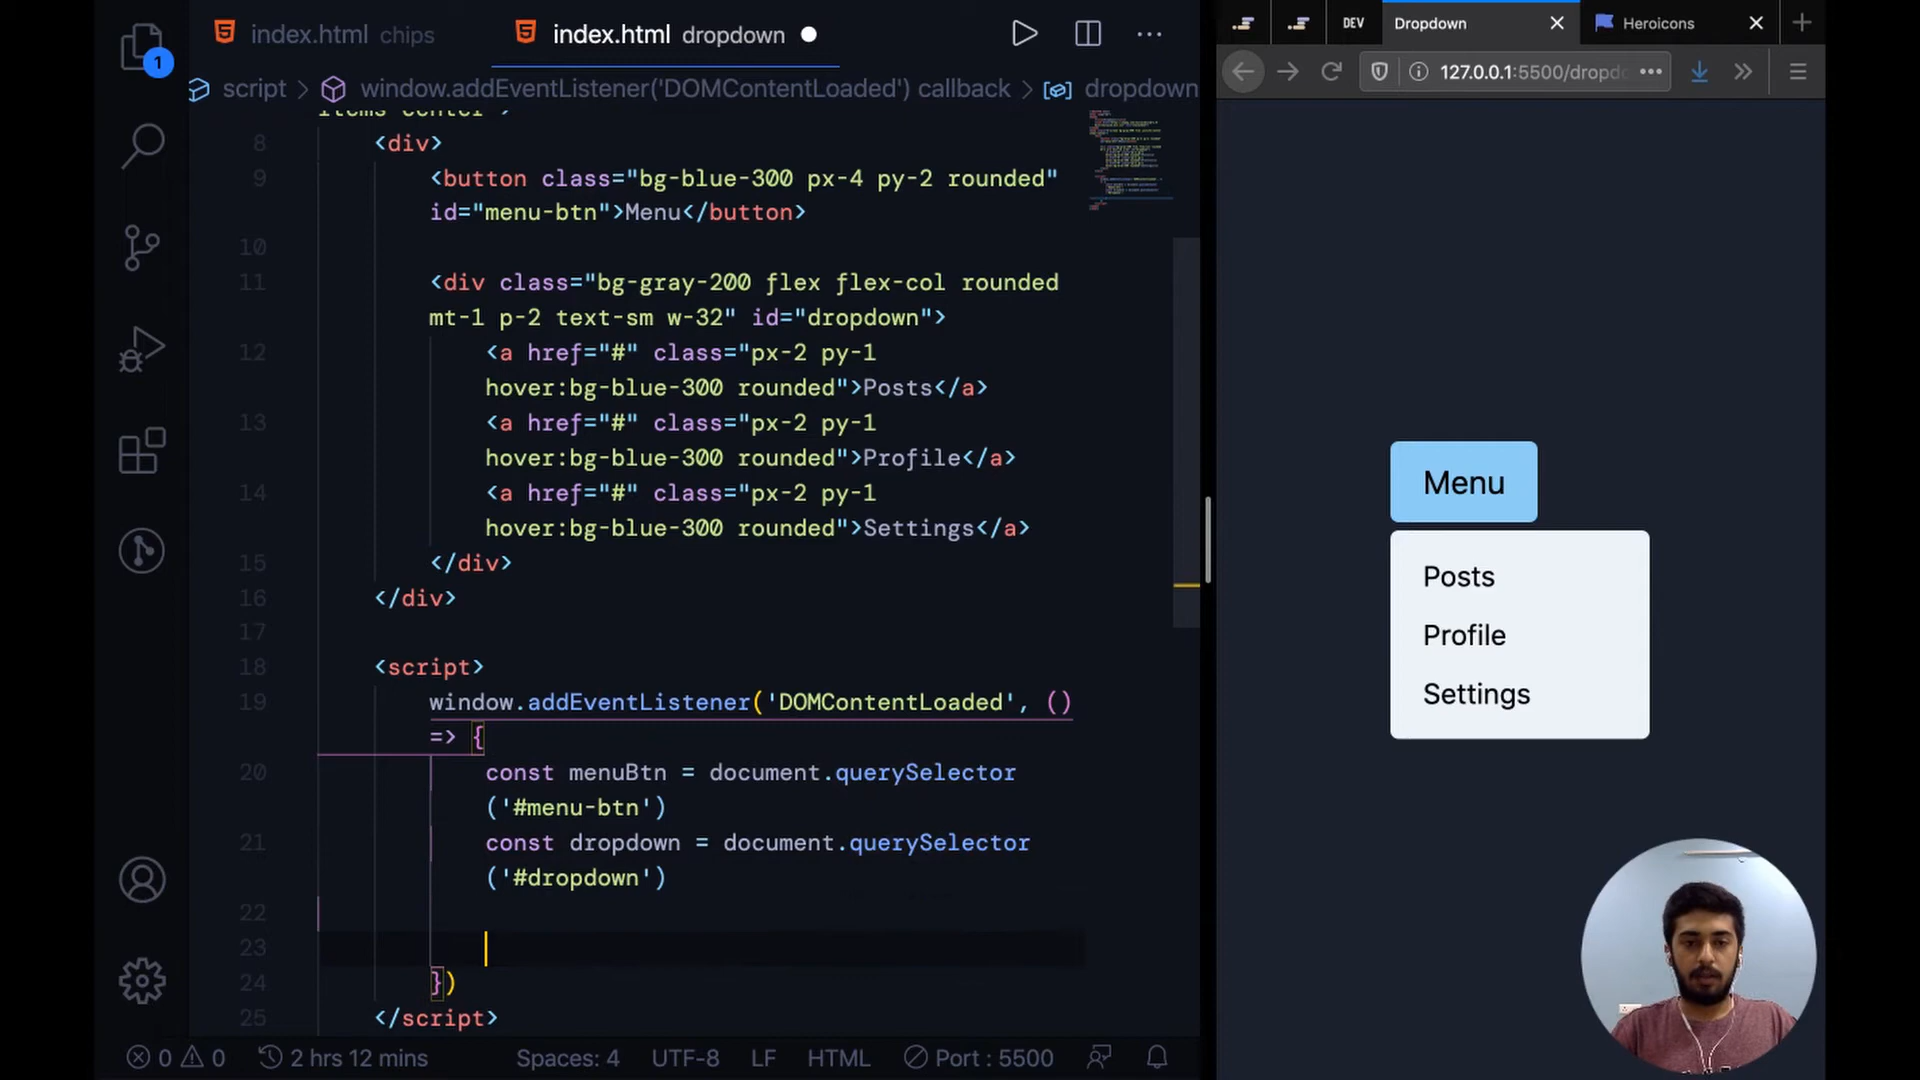 index.html chips
index.html dropdown
DEV
Dropdown
Heroicons
1
127.0.0.1:5500/dropd
script > window.addEventListener('DOMContentLoaded') callback > dropdown
items-center">
8 <div>
9 <button class="bg-blue-300 px-4 py-2 rounded"
id="menu-btn">Menu</button>
10
11 <div class="bg-gray-200 flex flex-col rounded
mt-1 p-2 text-sm w-32" id="dropdown">
12 <a href="#" class="px-2 py-1
hover:bg-blue-300 rounded">Posts</a>
13 <a href="#" class="px-2 py-1
hover:bg-blue-300 rounded">Profile</a>
14 <a href="#" class="px-2 py-1
hover:bg-blue-300 rounded">Settings</a>
15 </div>
16 </div>
17
18 <script>
19 window.addEventListener('DOMContentLoaded', ()
=> {
20 const menuBtn = document.querySelector
('#menu-btn')
21 const dropdown = document.querySelector
('#dropdown')
22
23
24 })
25 </script>
Menu
Posts
Profile
Settings
0 0 2 hrs 12 mins Spaces: 4 UTF-8 LF HTML Port : 5500